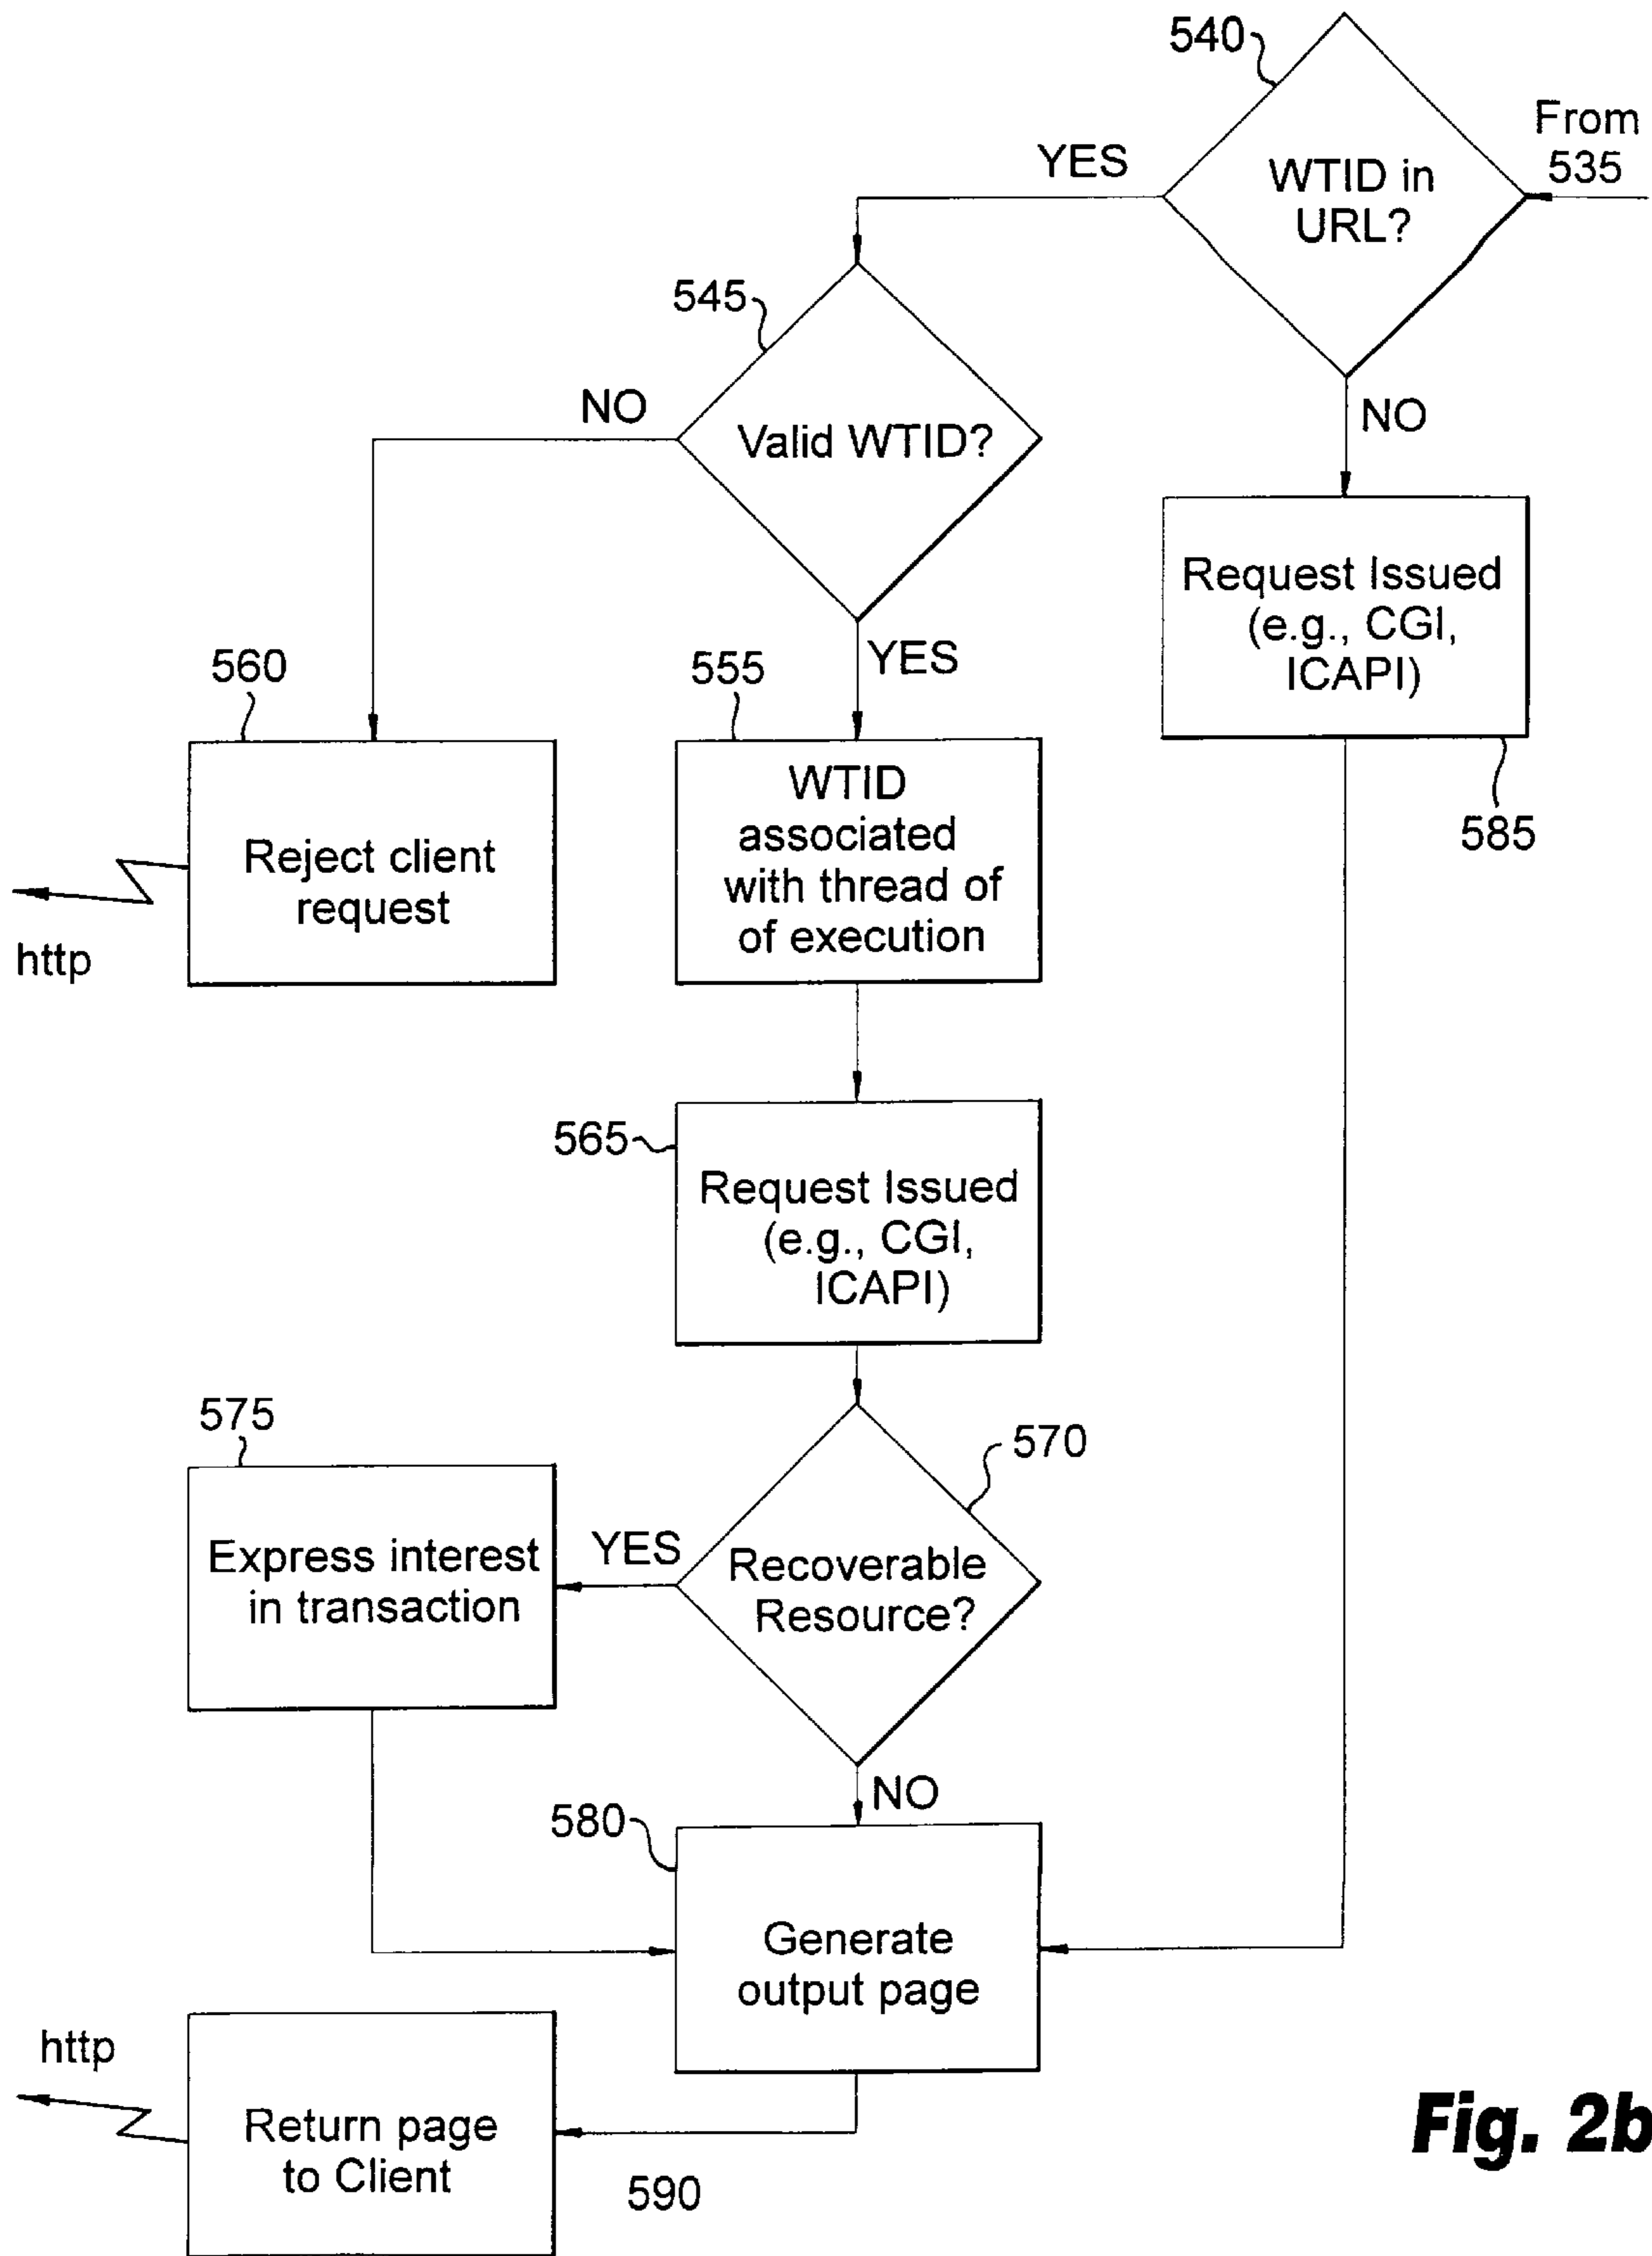 540
From
535
YES
WTID in
URL?
545
NO
Valid WTID?
NO
Request Issued
(e.g., CGI,
ICAPI)
585
YES
560
555
Reject client
request
http
WTID
associated
with thread of
of execution
565
Request Issued
(e.g., CGI,
ICAPI)
575
570
Express interest
in transaction
YES
Recoverable
Resource?
NO
580
Generate
output page
http
Return page
to Client
590
Fig. 2b